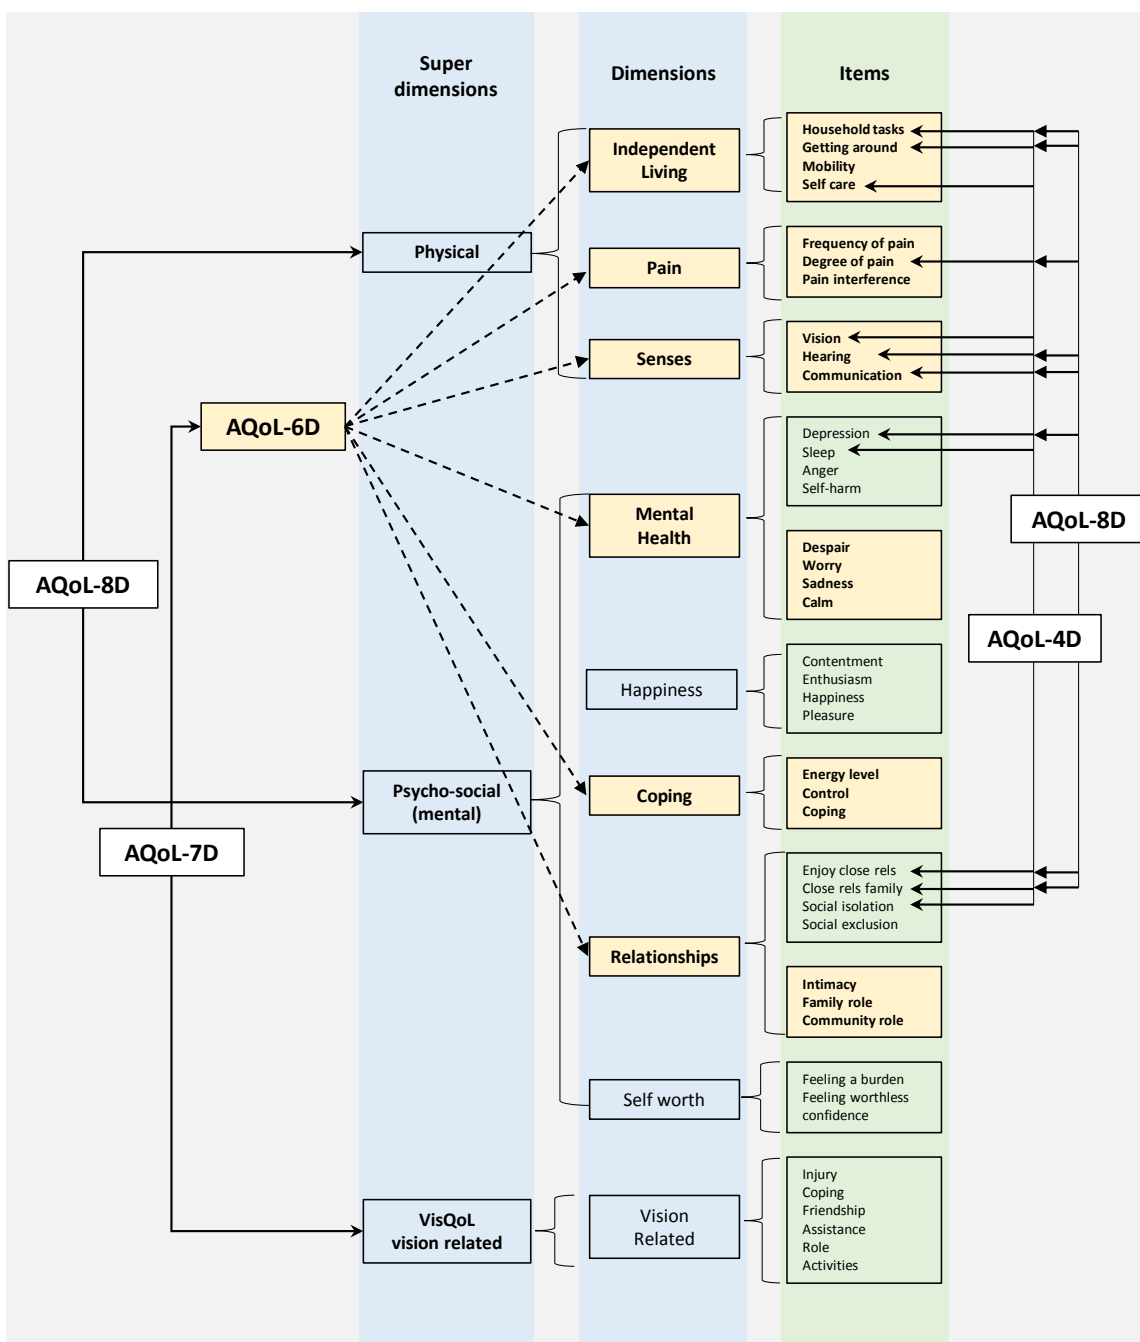 Super
dimensions
Dimensions
Items
Independent
Living
Household tasks
Getting around
Mobility
Self care
Physical
Pain
Frequency of pain
Degree of pain
Pain interference
Senses
Vision
Hearing
Communication
AQoL-6D
Mental
Health
Depression
Sleep
Anger
Self-harm
Despair
Worry
Sadness
Calm
AQoL-8D
AQoL-8D
AQoL-4D
Happiness
Contentment
Enthusiasm
Happiness
Pleasure
Psycho-social
(mental)
Coping
Energy level
Control
Coping
AQoL-7D
Relationships
Enjoy close rels
Close rels family
Social isolation
Social exclusion
Intimacy
Family role
Community role
Self worth
Feeling a burden
Feeling worthless
confidence
VisQoL
vision related
Vision
Related
Injury
Coping
Friendship
Assistance
Role
Activities